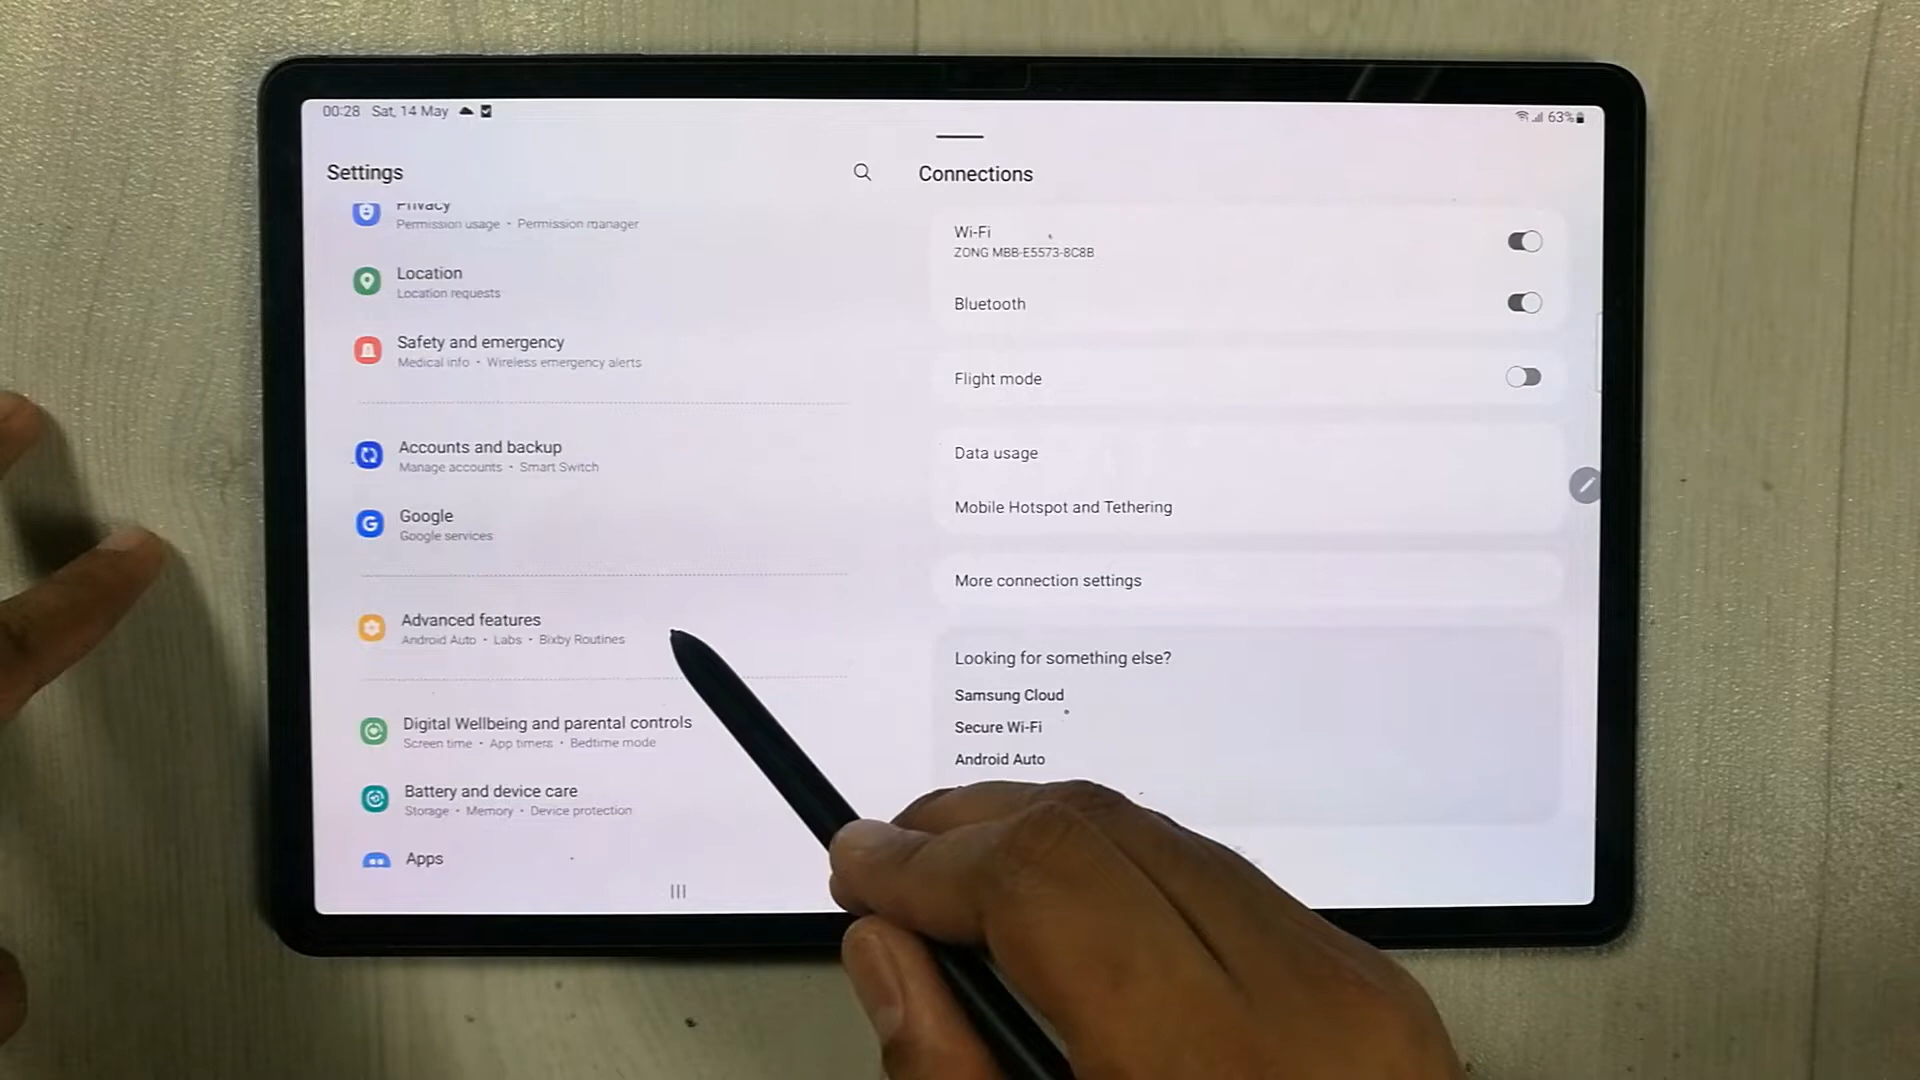 00:28 Sat, 14 May
63%
Settings
Privacy
Permission usage • Permission manager
Location
Location requests
Safety and emergency
Medical info • Wireless emergency alerts
Accounts and backup
Manage accounts • Smart Switch
Google
Google services
Advanced features
Android Auto • Labs • Bixby Routines
Digital Wellbeing and parental controls
Screen time • App timers • Bedtime mode
Battery and device care
Storage • Memory • Device protection
Apps
Connections
Wi-Fi
ZONG MBB-E5573-8C8B
Bluetooth
Flight mode
Data usage
Mobile Hotspot and Tethering
More connection settings
Looking for something else?
Samsung Cloud
Secure Wi-Fi
Android Auto